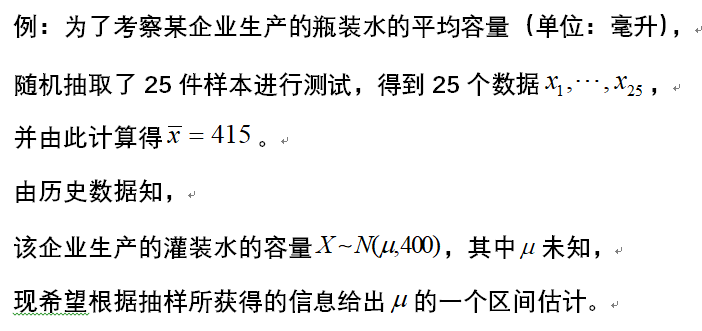 例：为了考察某企业生产的瓶装水的平均容量（单位：毫升），
随机抽取了 25 件样本进行测试，得到 25 个数据 x₁,⋯,x₂₅，
并由此计算得 x̄ = 415 。
由历史数据知，
该企业生产的灌装水的容量 X~N(μ,400)，其中 μ 未知，
现希望根据抽样所获得的信息给出 μ 的一个区间估计。